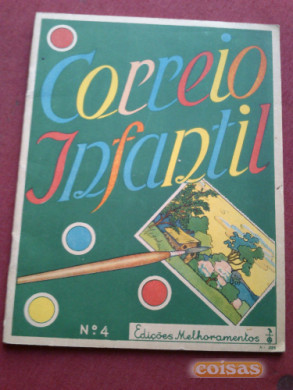 Correio
Infantil
Nº 4
Edições Melhoramentos
coisas